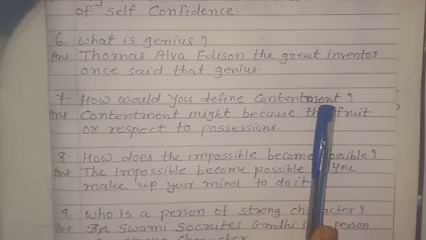 of self Confidence.
6. What is genius?
Ans Thomas Alva Edison the great inventor
once said that genius.
7. How would you define Contentment?
Ans Contentment might because the fruit
or respect to possessions.
8. How does the impossible become possible?
Ans The impossible become possible you
make up your mind to do it
9. who is a person of strong character?
Swami Socrates Gandhi person